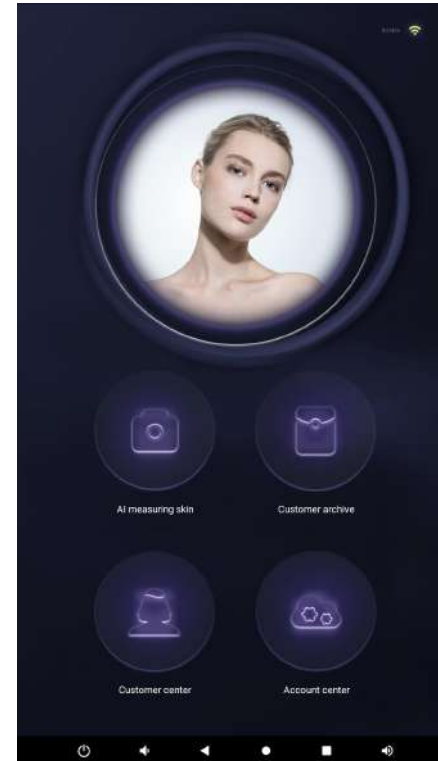 AI measuring skin
Customer archive
Customer center
Account center